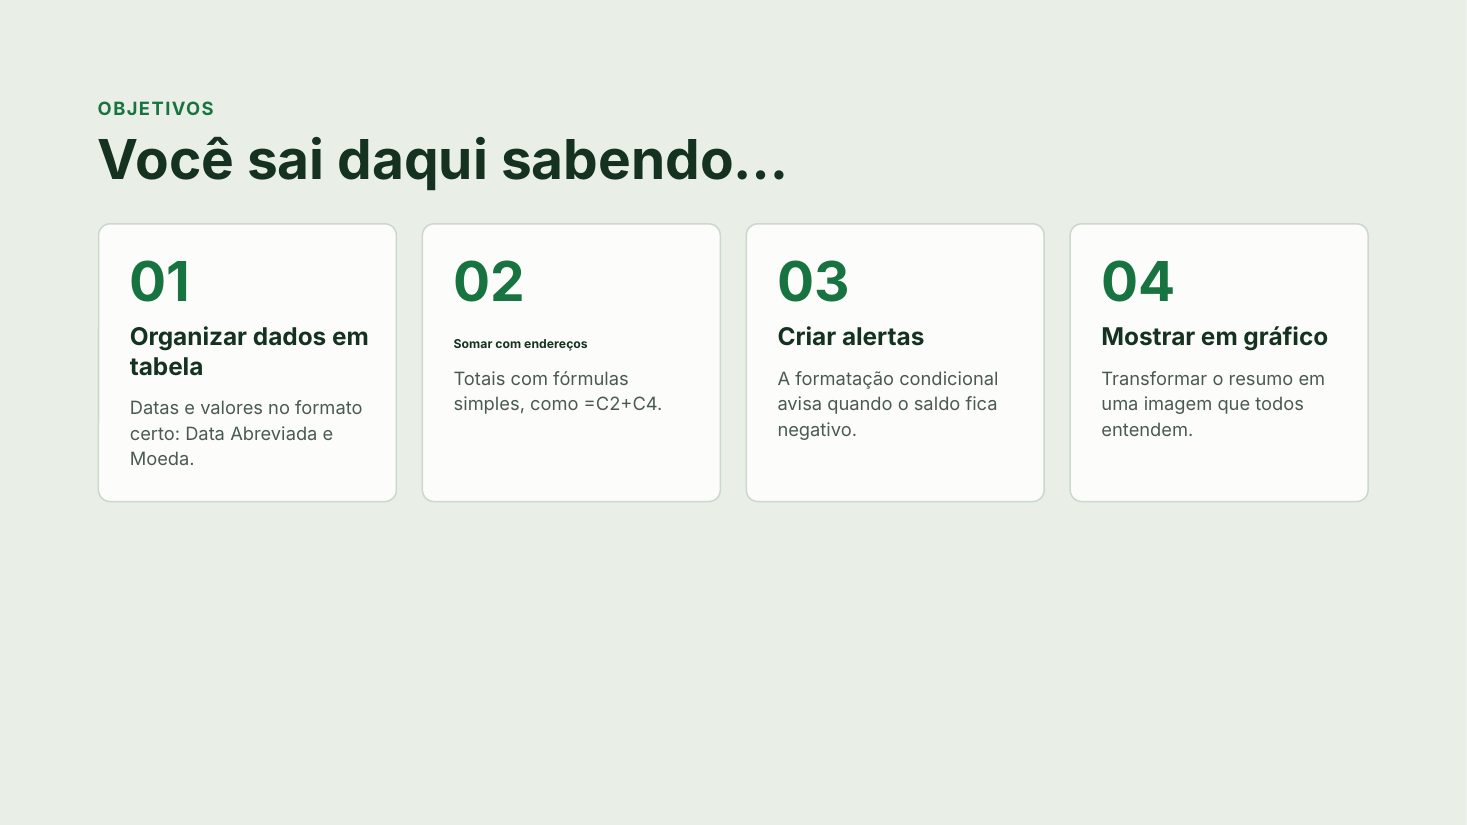 OBJETIVOS
Você sai daqui sabendo…
01
Organizar dados em
tabela
Datas e valores no formato
certo: Data Abreviada e
Moeda.
02
Somar com endereços
Totais com fórmulas
simples, como =C2+C4.
03
Criar alertas
A formatação condicional
avisa quando o saldo fica
negativo.
04
Mostrar em gráfico
Transformar o resumo em
uma imagem que todos
entendem.